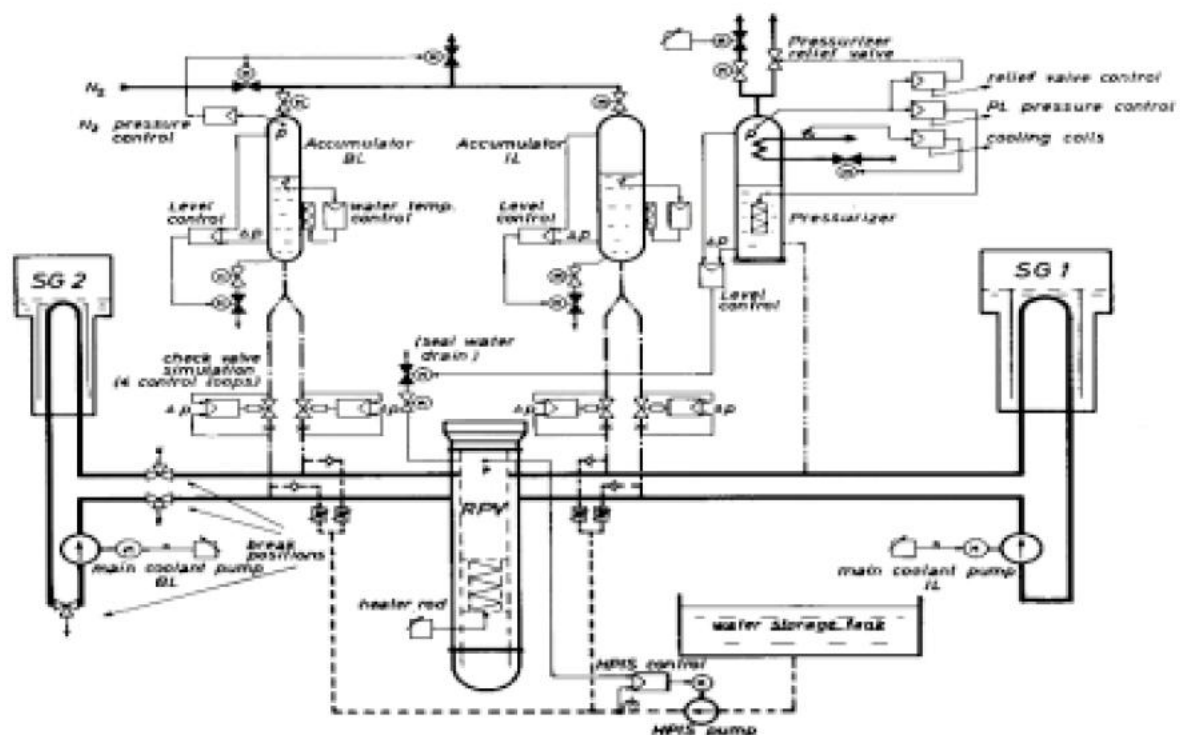 N₂
N₂ pressure
control
Accumulator
BL
Accumulator
IL
Pressurizer
relief valve
relief valve control
PL pressure control
cooling coils
Level
control
water temp.
control
Level
control
Pressurizer
Level
control
SG 2
SG 1
(seal water
drain)
check valve
simulation
(4 control loops)
RPV
break
positions
main coolant pump
BL
main coolant pump
IL
heater rod
water storage tank
HPIS control
HPIS pump